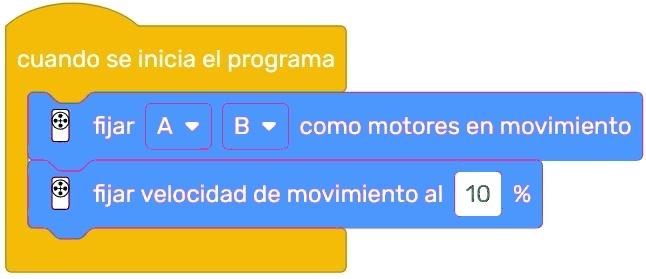 cuando se inicia el programa
fijar A B como motores en movimiento
fijar velocidad de movimiento al 10 %